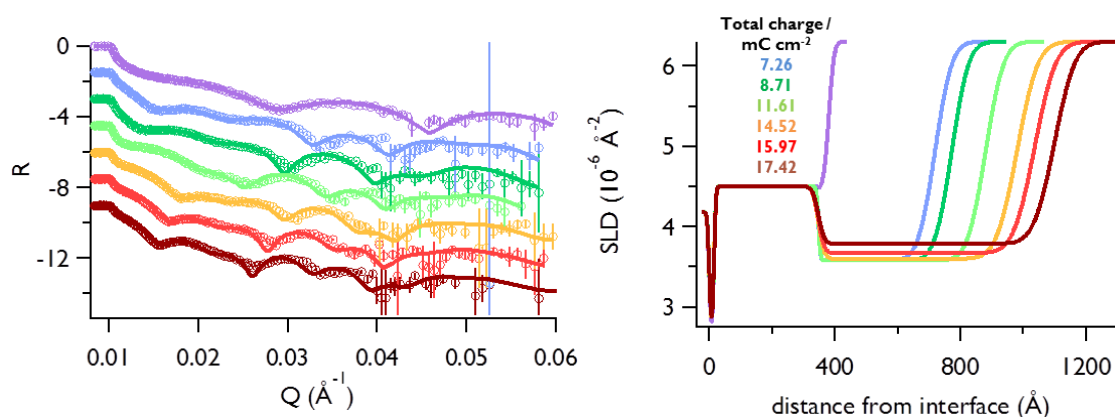 0
-4
-8
-12
R
0.01 0.02 0.03 0.04 0.05 0.06
Q (Å-1)
Total charge /
mC cm-2
7.26
8.71
11.61
14.52
15.97
17.42
6
5
4
3
SLD (10-6 Å-2)
0 400 800 1200
distance from interface (Å)